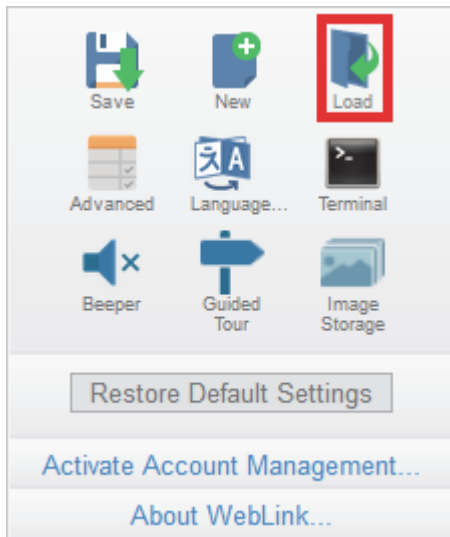 Save New Load
Advanced Language... Terminal
>-
Beeper Guided Tour Image Storage
Restore Default Settings
Activate Account Management...
About WebLink...